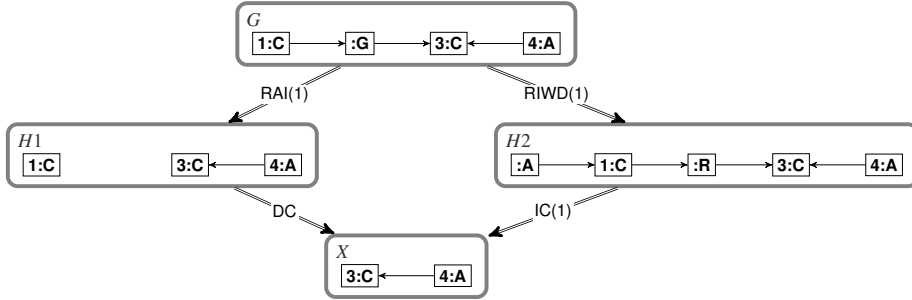 G
1:C :G 3:C 4:A
RAI(1) RIWD(1)
H1 H2
1:C 3:C 4:A :A 1:C :R 3:C 4:A
DC IC(1)
X
3:C 4:A